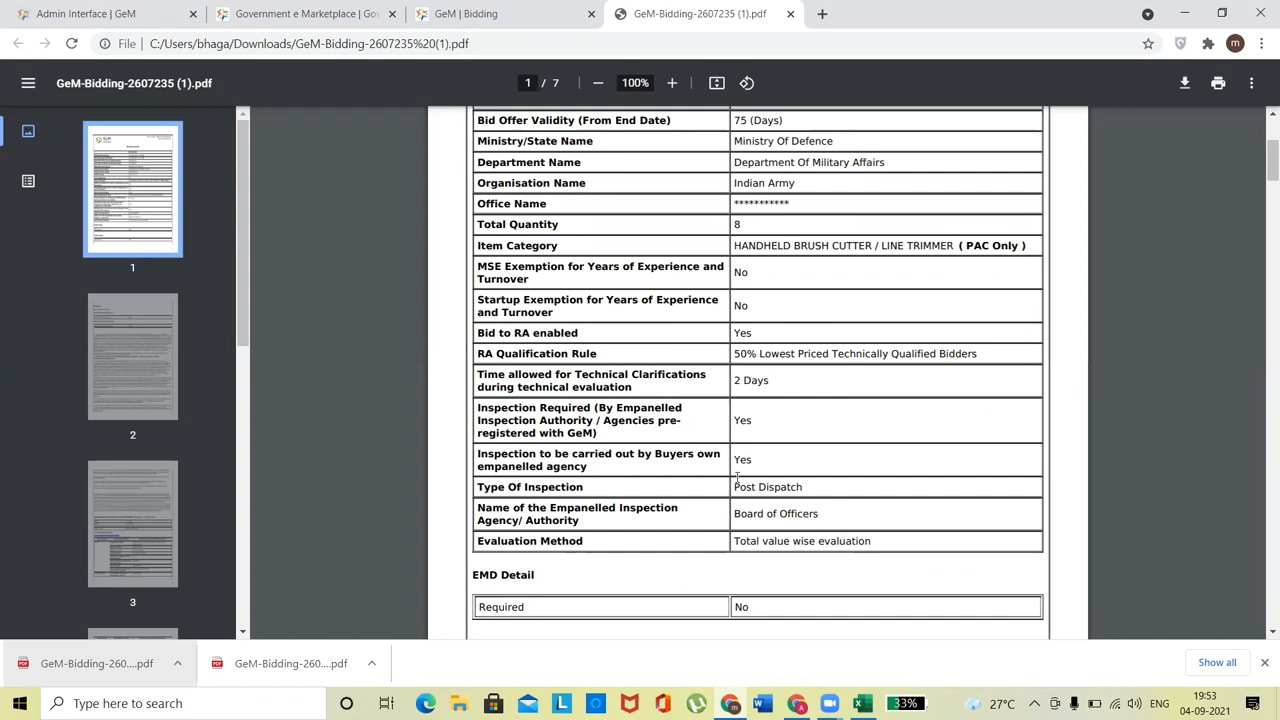 Admin Interface | GeM
Government e Marketplace | Gov
GeM | Bidding
GeM-Bidding-2607235 (1).pdf
File C:/Users/bhaga/Downloads/GeM-Bidding-2607235%20(1).pdf
m
GeM-Bidding-2607235 (1).pdf
1 / 7
100%
Bid Offer Validity (From End Date) 75 (Days)
Ministry/State Name Ministry Of Defence
Department Name Department Of Military Affairs
Organisation Name Indian Army
Office Name ***********
Total Quantity 8
Item Category HANDHELD BRUSH CUTTER / LINE TRIMMER ( PAC Only )
MSE Exemption for Years of Experience and Turnover No
Startup Exemption for Years of Experience and Turnover No
Bid to RA enabled Yes
RA Qualification Rule 50% Lowest Priced Technically Qualified Bidders
Time allowed for Technical Clarifications during technical evaluation 2 Days
Inspection Required (By Empanelled Inspection Authority / Agencies pre-registered with GeM) Yes
Inspection to be carried out by Buyers own empanelled agency Yes
Type Of Inspection Post Dispatch
Name of the Empanelled Inspection Agency/ Authority Board of Officers
Evaluation Method Total value wise evaluation
EMD Detail
Required No
1
2
3
GeM-Bidding-260....pdf
GeM-Bidding-260....pdf
Show all
Type here to search
33%
27°C
ENG
19:53
04-09-2021